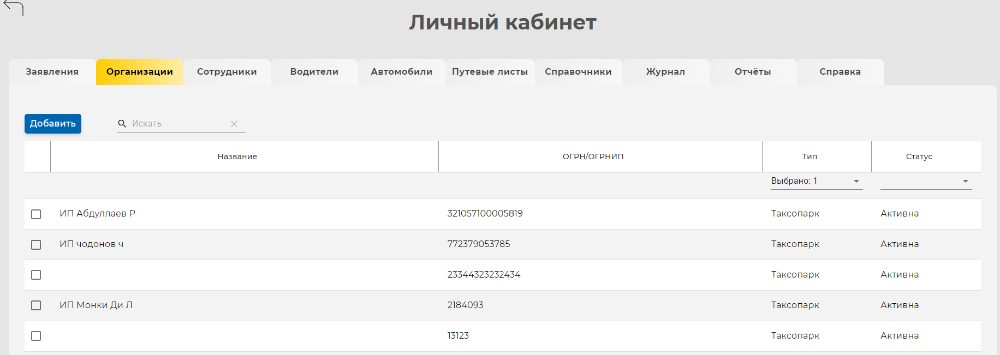 Личный кабинет
Заявления Организации Сотрудники Водители Автомобили Путевые листы Справочники Журнал Отчёты Справка
Добавить Искать
Название ОГРН/ОГРНИП Тип Статус
Выбрано: 1
ИП Абдуллаев Р 321057100005819 Таксопарк Активна
ИП чодонов ч 772379053785 Таксопарк Активна
23344323232434 Таксопарк Активна
ИП Монки Ди Л 2184093 Таксопарк Активна
13123 Таксопарк Активна